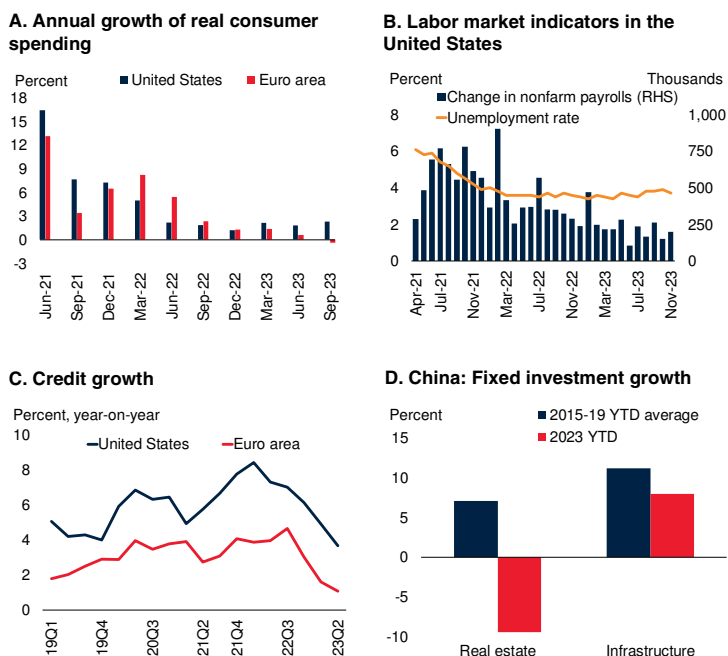 A. Annual growth of real consumer
spending
Percent
United States
Euro area
18
15
12
9
6
3
0
-3
Jun-21
Sep-21
Dec-21
Mar-22
Jun-22
Sep-22
Dec-22
Mar-23
Jun-23
Sep-23
B. Labor market indicators in the
United States
Percent
Thousands
Change in nonfarm payrolls (RHS)
Unemployment rate
8
6
4
2
0
1,000
750
500
250
0
Apr-21
Jul-21
Nov-21
Mar-22
Jul-22
Nov-22
Mar-23
Jul-23
Nov-23
C. Credit growth
Percent, year-on-year
United States
Euro area
10
8
6
4
2
0
19Q1
19Q4
20Q3
21Q2
21Q4
22Q3
23Q2
D. China: Fixed investment growth
Percent
2015-19 YTD average
2023 YTD
15
10
5
0
-5
-10
Real estate
Infrastructure